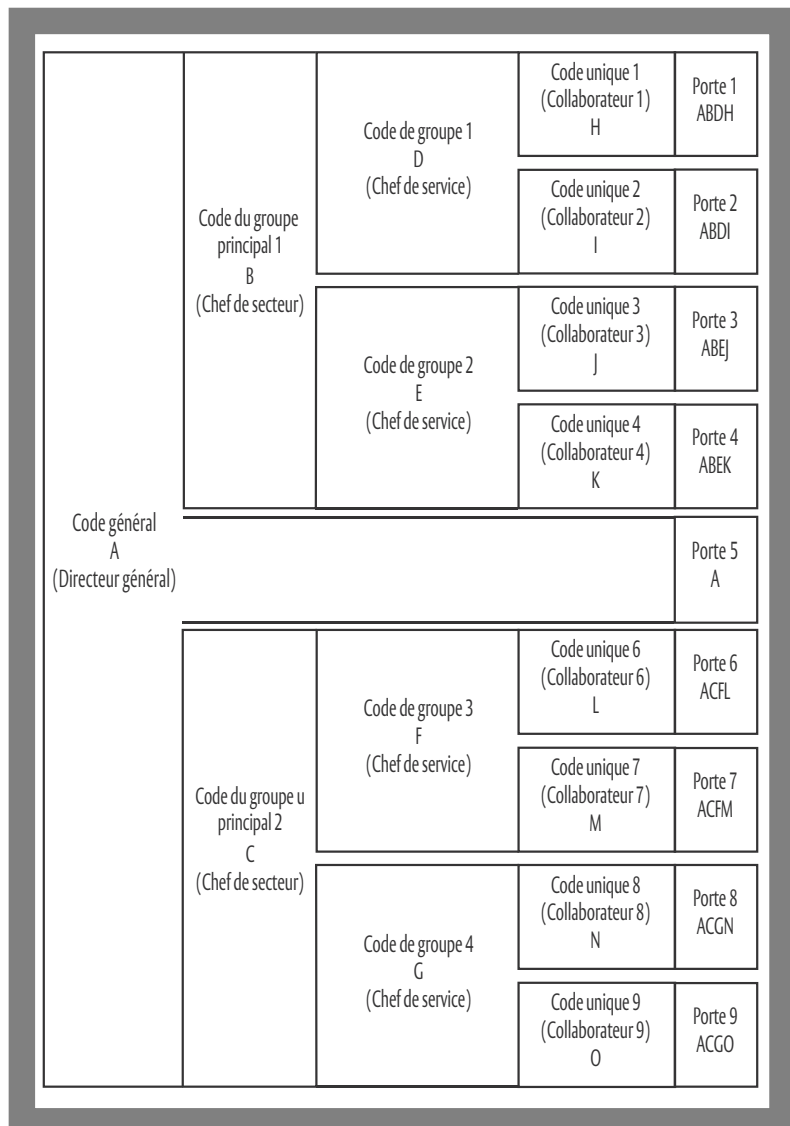 Code général
A
(Directeur général)
Code du groupe
principal 1
B
(Chef de secteur)
Code de groupe 1
D
(Chef de service)
Code unique 1
(Collaborateur 1)
H
Porte 1
ABDH
Code unique 2
(Collaborateur 2)
I
Porte 2
ABDI
Code de groupe 2
E
(Chef de service)
Code unique 3
(Collaborateur 3)
J
Porte 3
ABEJ
Code unique 4
(Collaborateur 4)
K
Porte 4
ABEK
Porte 5
A
Code du groupe u
principal 2
C
(Chef de secteur)
Code de groupe 3
F
(Chef de service)
Code unique 6
(Collaborateur 6)
L
Porte 6
ACFL
Code unique 7
(Collaborateur 7)
M
Porte 7
ACFM
Code de groupe 4
G
(Chef de service)
Code unique 8
(Collaborateur 8)
N
Porte 8
ACGN
Code unique 9
(Collaborateur 9)
O
Porte 9
ACGO